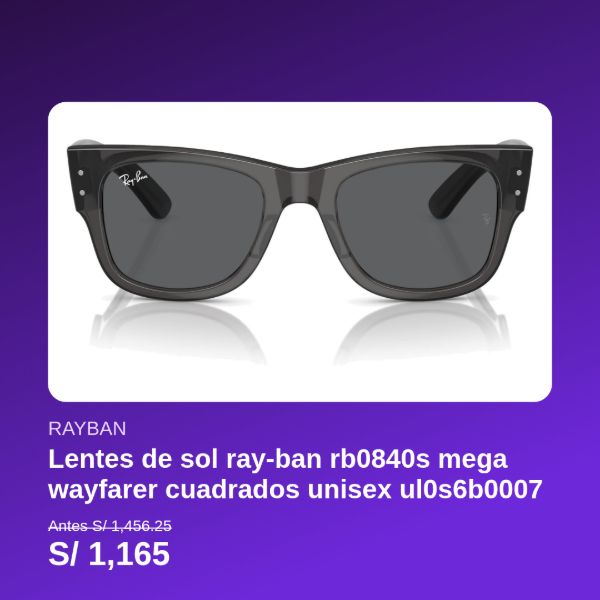 Ray-Ban
RAYBAN
Lentes de sol ray-ban rb0840s mega
wayfarer cuadrados unisex ul0s6b0007
Antes S/ 1,456.25
S/ 1,165